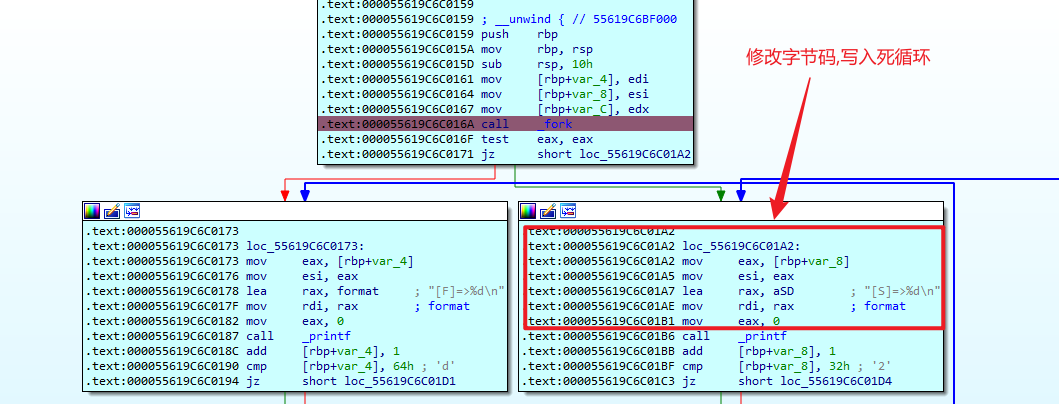 .text:000055619C6C0159
.text:000055619C6C0159 ; __unwind { // 55619C6BF000
.text:000055619C6C0159 push rbp
.text:000055619C6C015A mov rbp, rsp
.text:000055619C6C015D sub rsp, 10h
.text:000055619C6C0161 mov [rbp+var_4], edi
.text:000055619C6C0164 mov [rbp+var_8], esi
.text:000055619C6C0167 mov [rbp+var_C], edx
.text:000055619C6C016A call _fork
.text:000055619C6C016F test eax, eax
.text:000055619C6C0171 jz short loc_55619C6C01A2
修改字节码,写入死循环
.text:000055619C6C0173
.text:000055619C6C0173 loc_55619C6C0173:
.text:000055619C6C0173 mov eax, [rbp+var_4]
.text:000055619C6C0176 mov esi, eax
.text:000055619C6C0178 lea rax, format ; "[F]=>%d\n"
.text:000055619C6C017F mov rdi, rax ; format
.text:000055619C6C0182 mov eax, 0
.text:000055619C6C0187 call _printf
.text:000055619C6C018C add [rbp+var_4], 1
.text:000055619C6C0190 cmp [rbp+var_4], 64h ; 'd'
.text:000055619C6C0194 jz short loc_55619C6C01D1
.text:000055619C6C01A2
.text:000055619C6C01A2 loc_55619C6C01A2:
.text:000055619C6C01A2 mov eax, [rbp+var_8]
.text:000055619C6C01A5 mov esi, eax
.text:000055619C6C01A7 lea rax, aSD ; "[S]=>%d\n"
.text:000055619C6C01AE mov rdi, rax ; format
.text:000055619C6C01B1 mov eax, 0
.text:000055619C6C01B6 call _printf
.text:000055619C6C01BB add [rbp+var_8], 1
.text:000055619C6C01BF cmp [rbp+var_8], 32h ; '2'
.text:000055619C6C01C3 jz short loc_55619C6C01D4